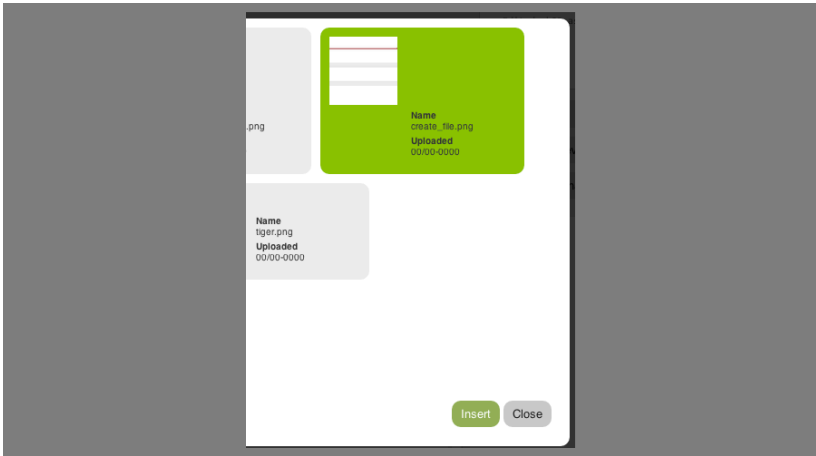 .png
Name
create_file.png
Uploaded
00/00-0000
Name
tiger.png
Uploaded
00/00-0000
Insert
Close